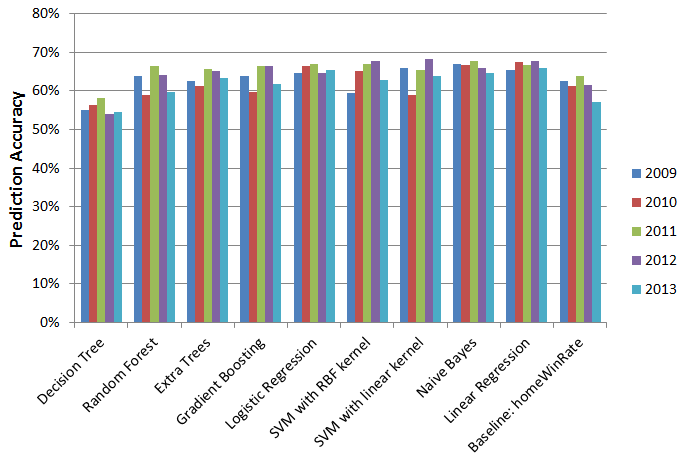 80%
70%
60%
50%
40%
30%
20%
10%
0%
Prediction Accuracy
Decision Tree
Random Forest
Extra Trees
Gradient Boosting
Logistic Regression
SVM with RBF kernel
SVM with linear kernel
Naive Bayes
Linear Regression
Baseline: homeWinRate
2009
2010
2011
2012
2013